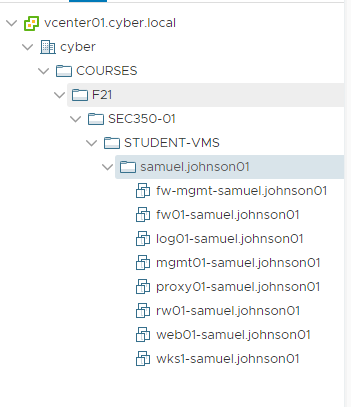 vcenter01.cyber.local
cyber
COURSES
F21
SEC350-01
STUDENT-VMS
samuel.johnson01
fw-mgmt-samuel.johnson01
fw01-samuel.johnson01
log01-samuel.johnson01
mgmt01-samuel.johnson01
proxy01-samuel.johnson01
rw01-samuel.johnson01
web01-samuel.johnson01
wks1-samuel.johnson01